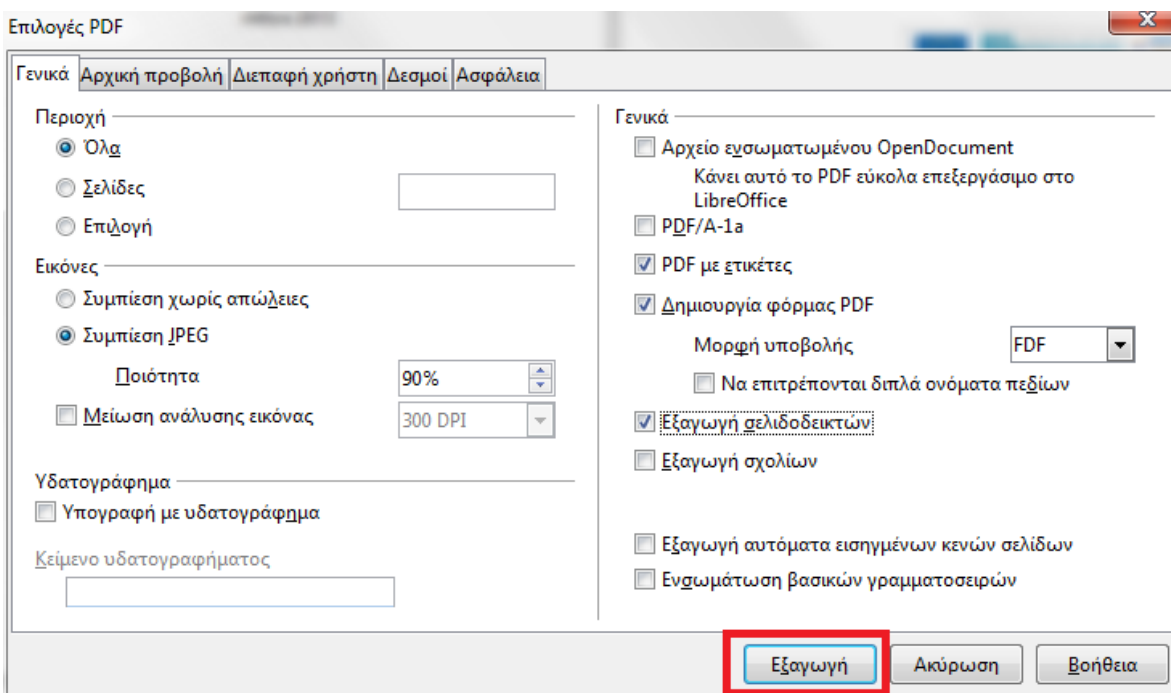 Επιλογές PDF
Γενικά Αρχική προβολή Διεπαφή χρήστη Δεσμοί Ασφάλεια
Περιοχή
Όλα
Σελίδες
Επιλογή
Εικόνες
Συμπίεση χωρίς απώλειες
Συμπίεση JPEG
Ποιότητα 90%
Μείωση ανάλυσης εικόνας 300 DPI
Υδατογράφημα
Υπογραφή με υδατογράφημα
Κείμενο υδατογραφήματος
Γενικά
Αρχείο ενσωματωμένου OpenDocument
Κάνει αυτό το PDF εύκολα επεξεργάσιμο στο
LibreOffice
PDF/A-1a
PDF με ετικέτες
Δημιουργία φόρμας PDF
Μορφή υποβολής FDF
Να επιτρέπονται διπλά ονόματα πεδίων
Εξαγωγή σελιδοδεικτών
Εξαγωγή σχολίων
Εξαγωγή αυτόματα εισηγμένων κενών σελίδων
Ενσωμάτωση βασικών γραμματοσειρών
Εξαγωγή Ακύρωση Βοήθεια